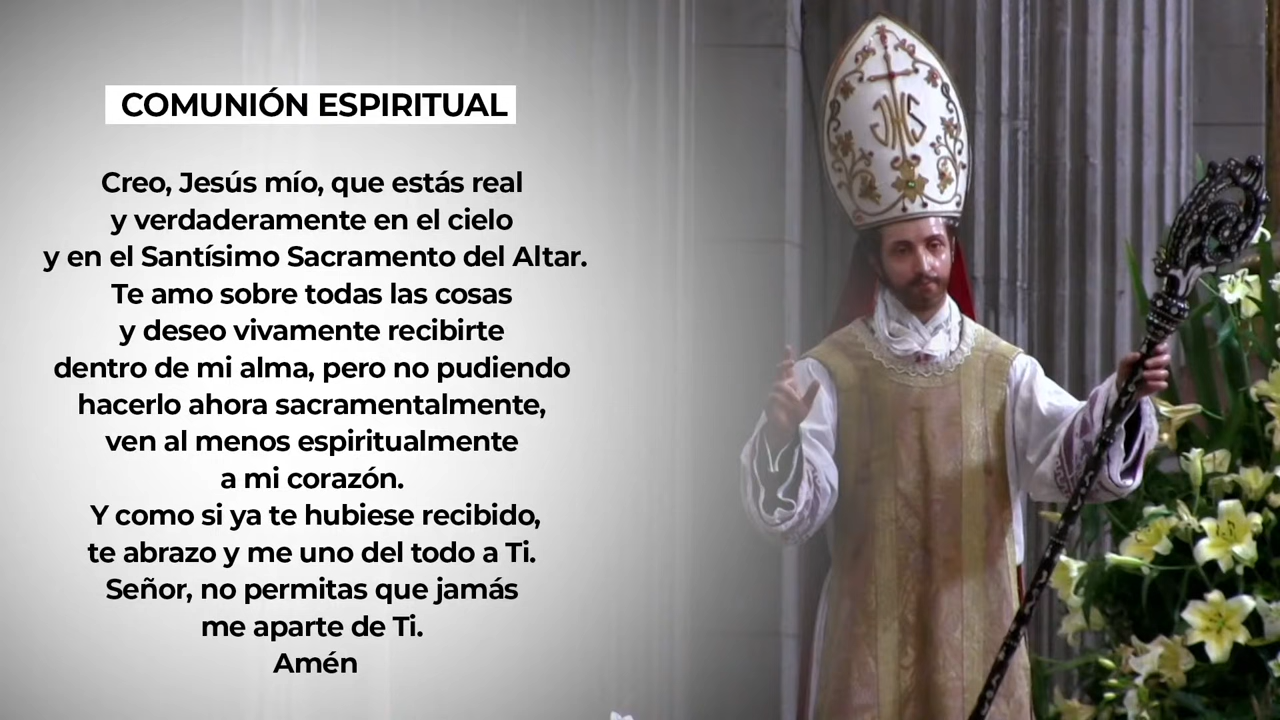 COMUNIÓN ESPIRITUAL
Creo, Jesús mío, que estás real
y verdaderamente en el cielo
y en el Santísimo Sacramento del Altar.
Te amo sobre todas las cosas
y deseo vivamente recibirte
dentro de mi alma, pero no pudiendo
hacerlo ahora sacramentalmente,
ven al menos espiritualmente
a mi corazón.
Y como si ya te hubiese recibido,
te abrazo y me uno del todo a Ti.
Señor, no permitas que jamás
me aparte de Ti.
Amén
JHS